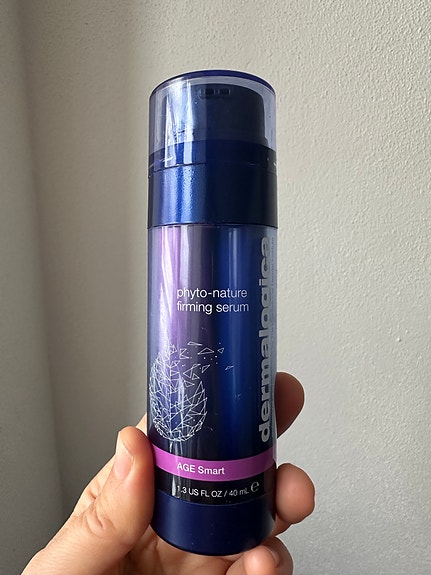 phyto-nature
firming serum
dermalogica
AGE Smart
1.3 US FL OZ / 40 mL ℮